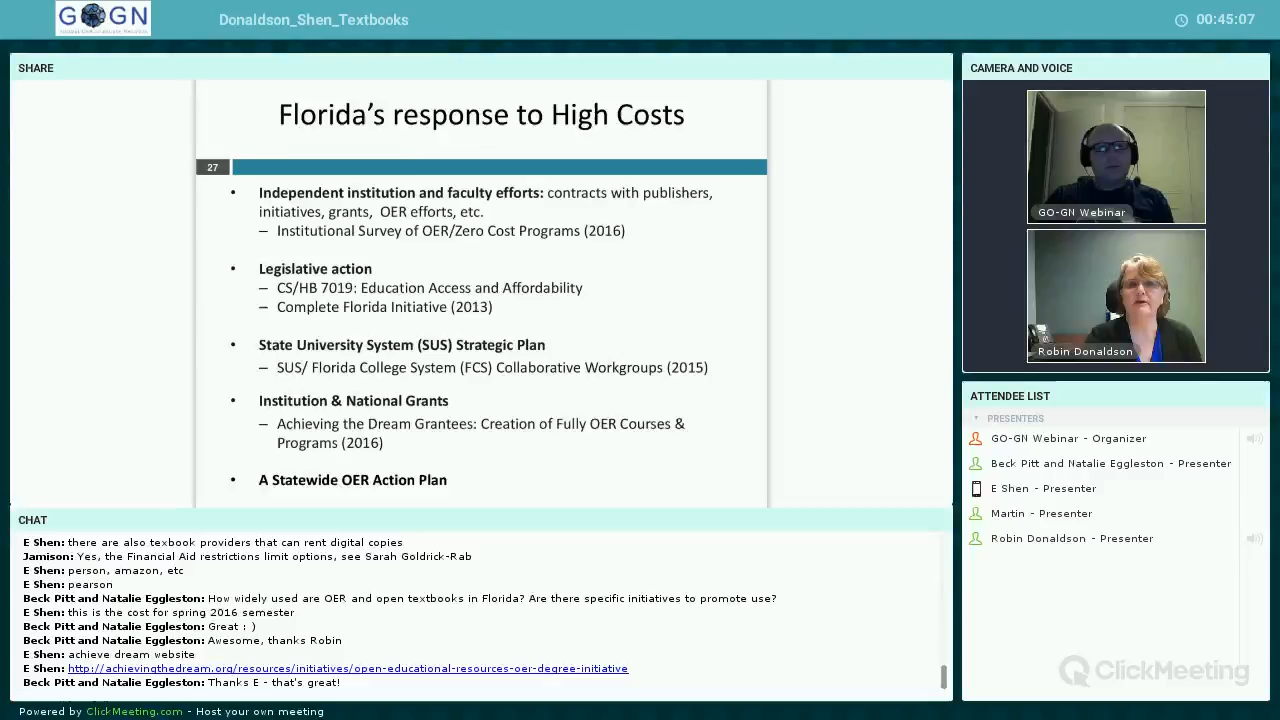 GO-GN
Donaldson_Shen_Textbooks
00:45:07
SHARE
Florida's response to High Costs
27
• Independent institution and faculty efforts: contracts with publishers,
initiatives, grants, OER efforts, etc.
– Institutional Survey of OER/Zero Cost Programs (2016)
• Legislative action
– CS/HB 7019: Education Access and Affordability
– Complete Florida Initiative (2013)
• State University System (SUS) Strategic Plan
– SUS/ Florida College System (FCS) Collaborative Workgroups (2015)
• Institution & National Grants
– Achieving the Dream Grantees: Creation of Fully OER Courses &
Programs (2016)
• A Statewide OER Action Plan
CHAT
E Shen: there are also texbook providers that can rent digital copies
Jamison: Yes, the Financial Aid restrictions limit options, see Sarah Goldrick-Rab
E Shen: person, amazon, etc
E Shen: pearson
Beck Pitt and Natalie Eggleston: How widely used are OER and open textbooks in Florida? Are there specific initiatives to promote use?
E Shen: this is the cost for spring 2016 semester
Beck Pitt and Natalie Eggleston: Great : )
Beck Pitt and Natalie Eggleston: Awesome, thanks Robin
E Shen: achieve dream website
E Shen: http://achievingthedream.org/resources/initiatives/open-educational-resources-oer-degree-initiative
Beck Pitt and Natalie Eggleston: Thanks E - that's great!
CAMERA AND VOICE
GO-GN Webinar
Robin Donaldson
ATTENDEE LIST
PRESENTERS
GO-GN Webinar - Organizer
Beck Pitt and Natalie Eggleston - Presenter
E Shen - Presenter
Martin - Presenter
Robin Donaldson - Presenter
ClickMeeting
Powered by ClickMeeting.com - Host your own meeting